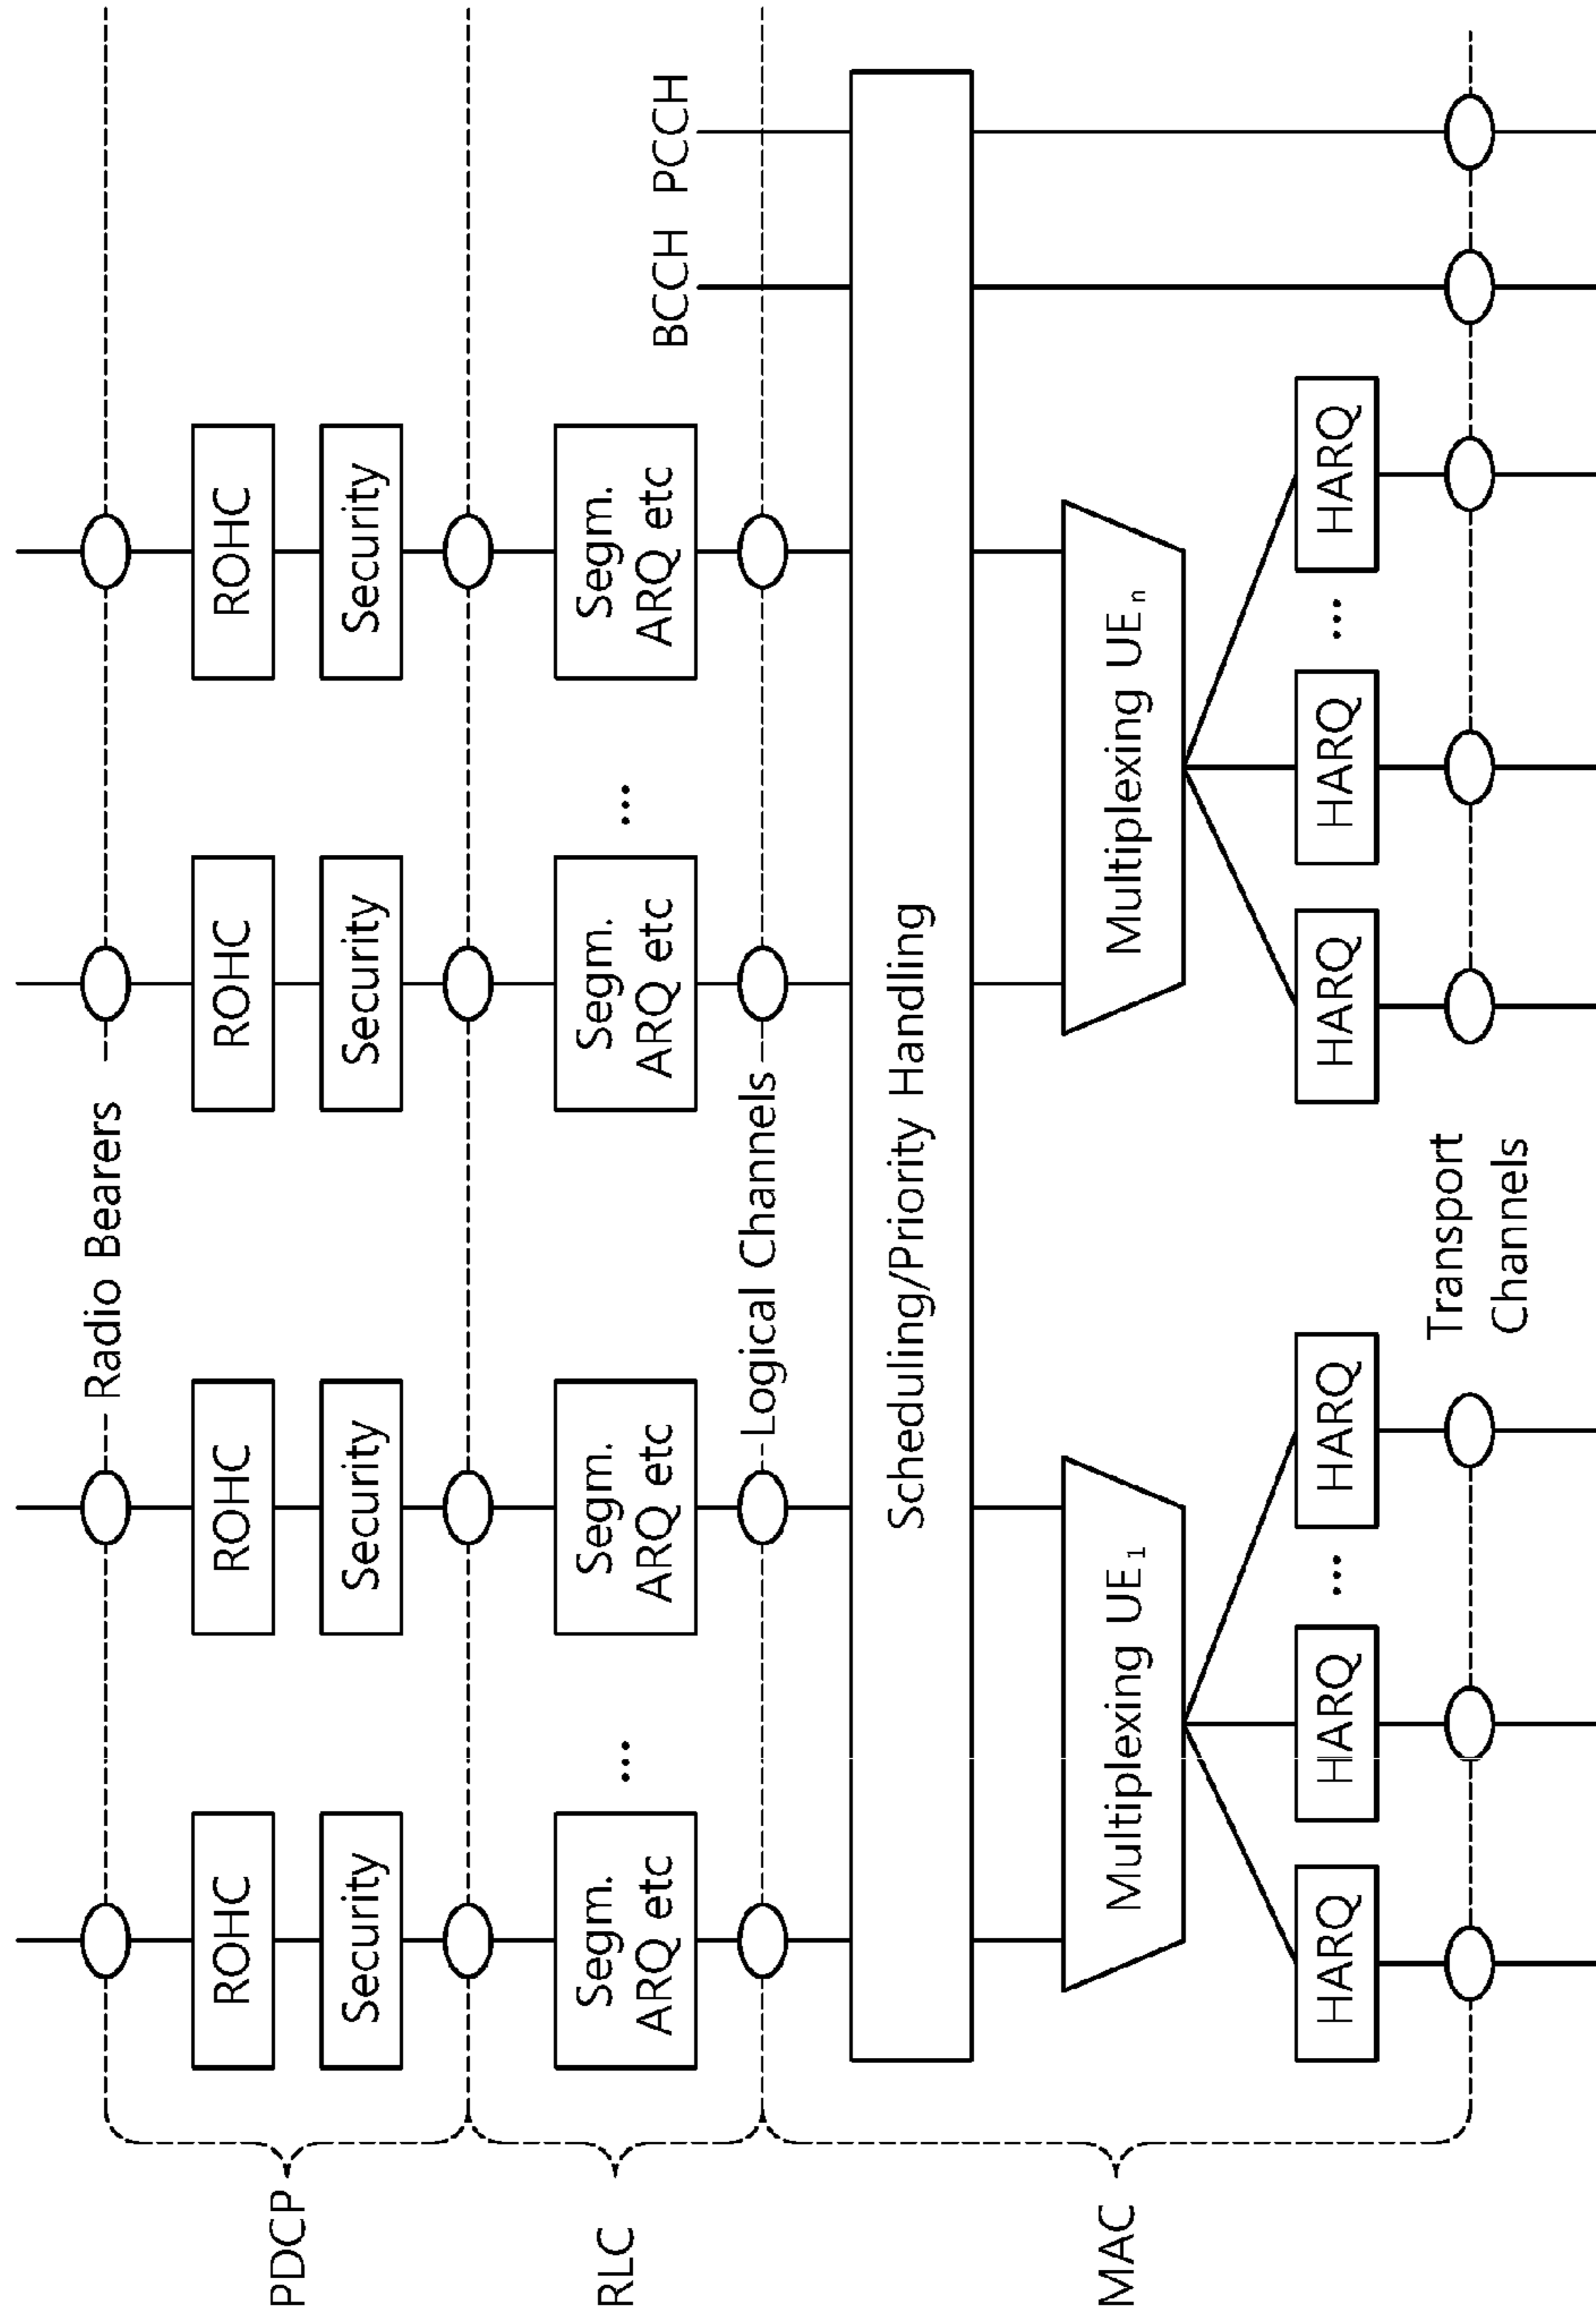 Radio Bearers
ROHC
ROHC
ROHC
ROHC
PDCP
Security
Security
Security
Security
RLC
Segm.
ARQ etc
...
Segm.
ARQ etc
Segm.
ARQ etc
...
Segm.
ARQ etc
BCCH PCCH
Logical Channels
Scheduling/Priority Handling
MAC
Multiplexing UE1
Multiplexing UEn
HARQ
HARQ
...
HARQ
HARQ
HARQ
...
HARQ
Transport
Channels